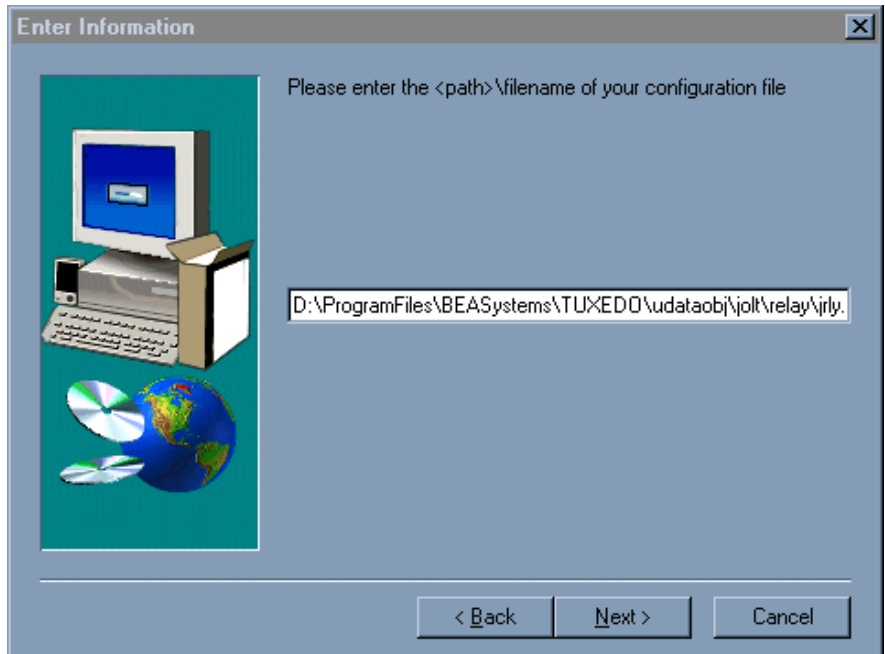 Enter Information
Please enter the <path>\filename of your configuration file
D:\ProgramFiles\BEASystems\TUXEDO\udataobj\jolt\relay\jrly.
< Back
Next >
Cancel